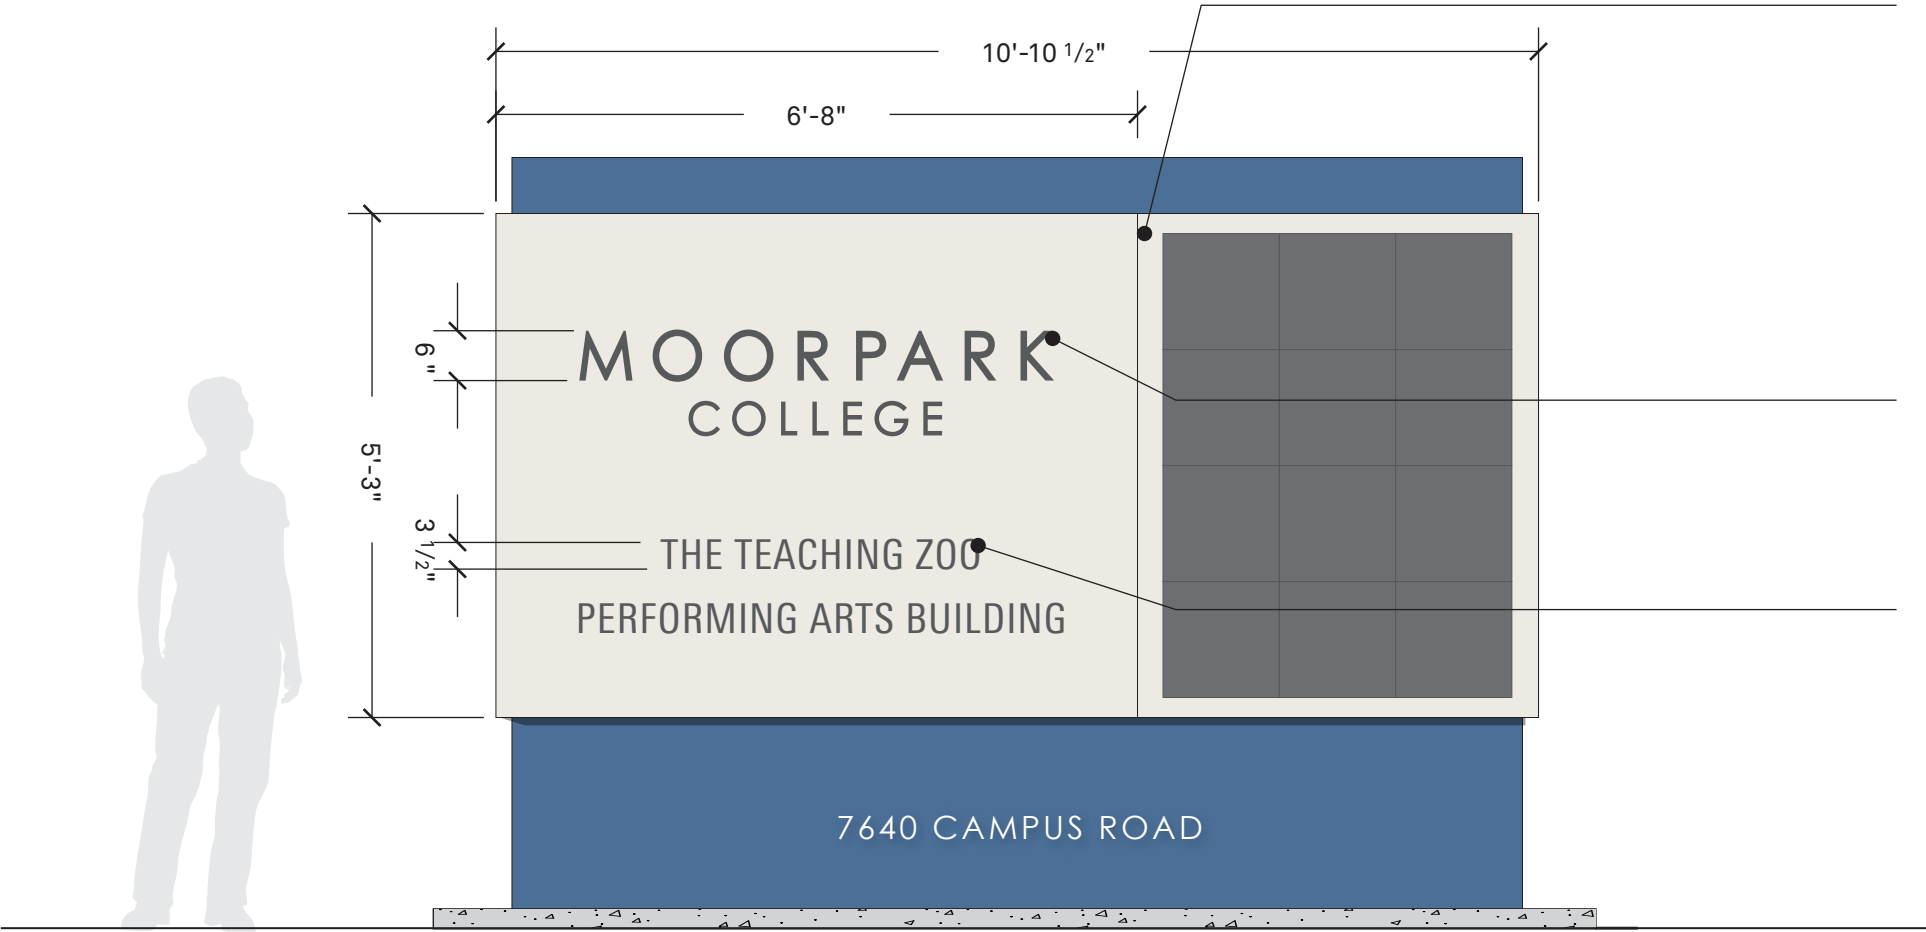 10'-10 1/2"
6'-8"
5'-3"
6"
3 1/2"
MOORPARK
COLLEGE
THE TEACHING ZOO
PERFORMING ARTS BUILDING
7640 CAMPUS ROAD